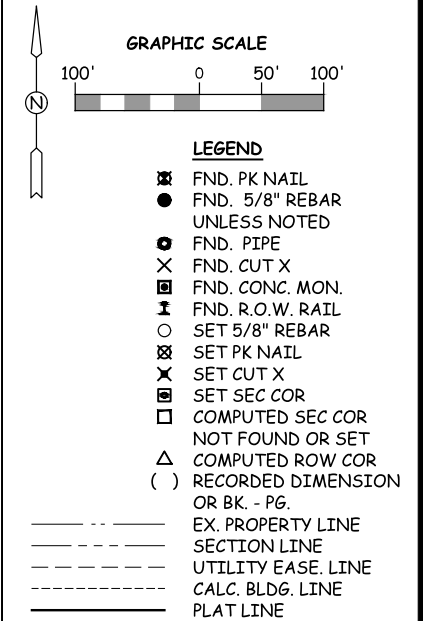 GRAPHIC SCALE
100' 0 50' 100'
N
LEGEND
FND. PK NAIL
FND. 5/8" REBAR
UNLESS NOTED
FND. PIPE
FND. CUT X
FND. CONC. MON.
FND. R.O.W. RAIL
SET 5/8" REBAR
SET PK NAIL
SET CUT X
SET SEC COR
COMPUTED SEC COR
NOT FOUND OR SET
COMPUTED ROW COR
( ) RECORDED DIMENSION
OR BK. - PG.
EX. PROPERTY LINE
SECTION LINE
UTILITY EASE. LINE
CALC. BLDG. LINE
PLAT LINE